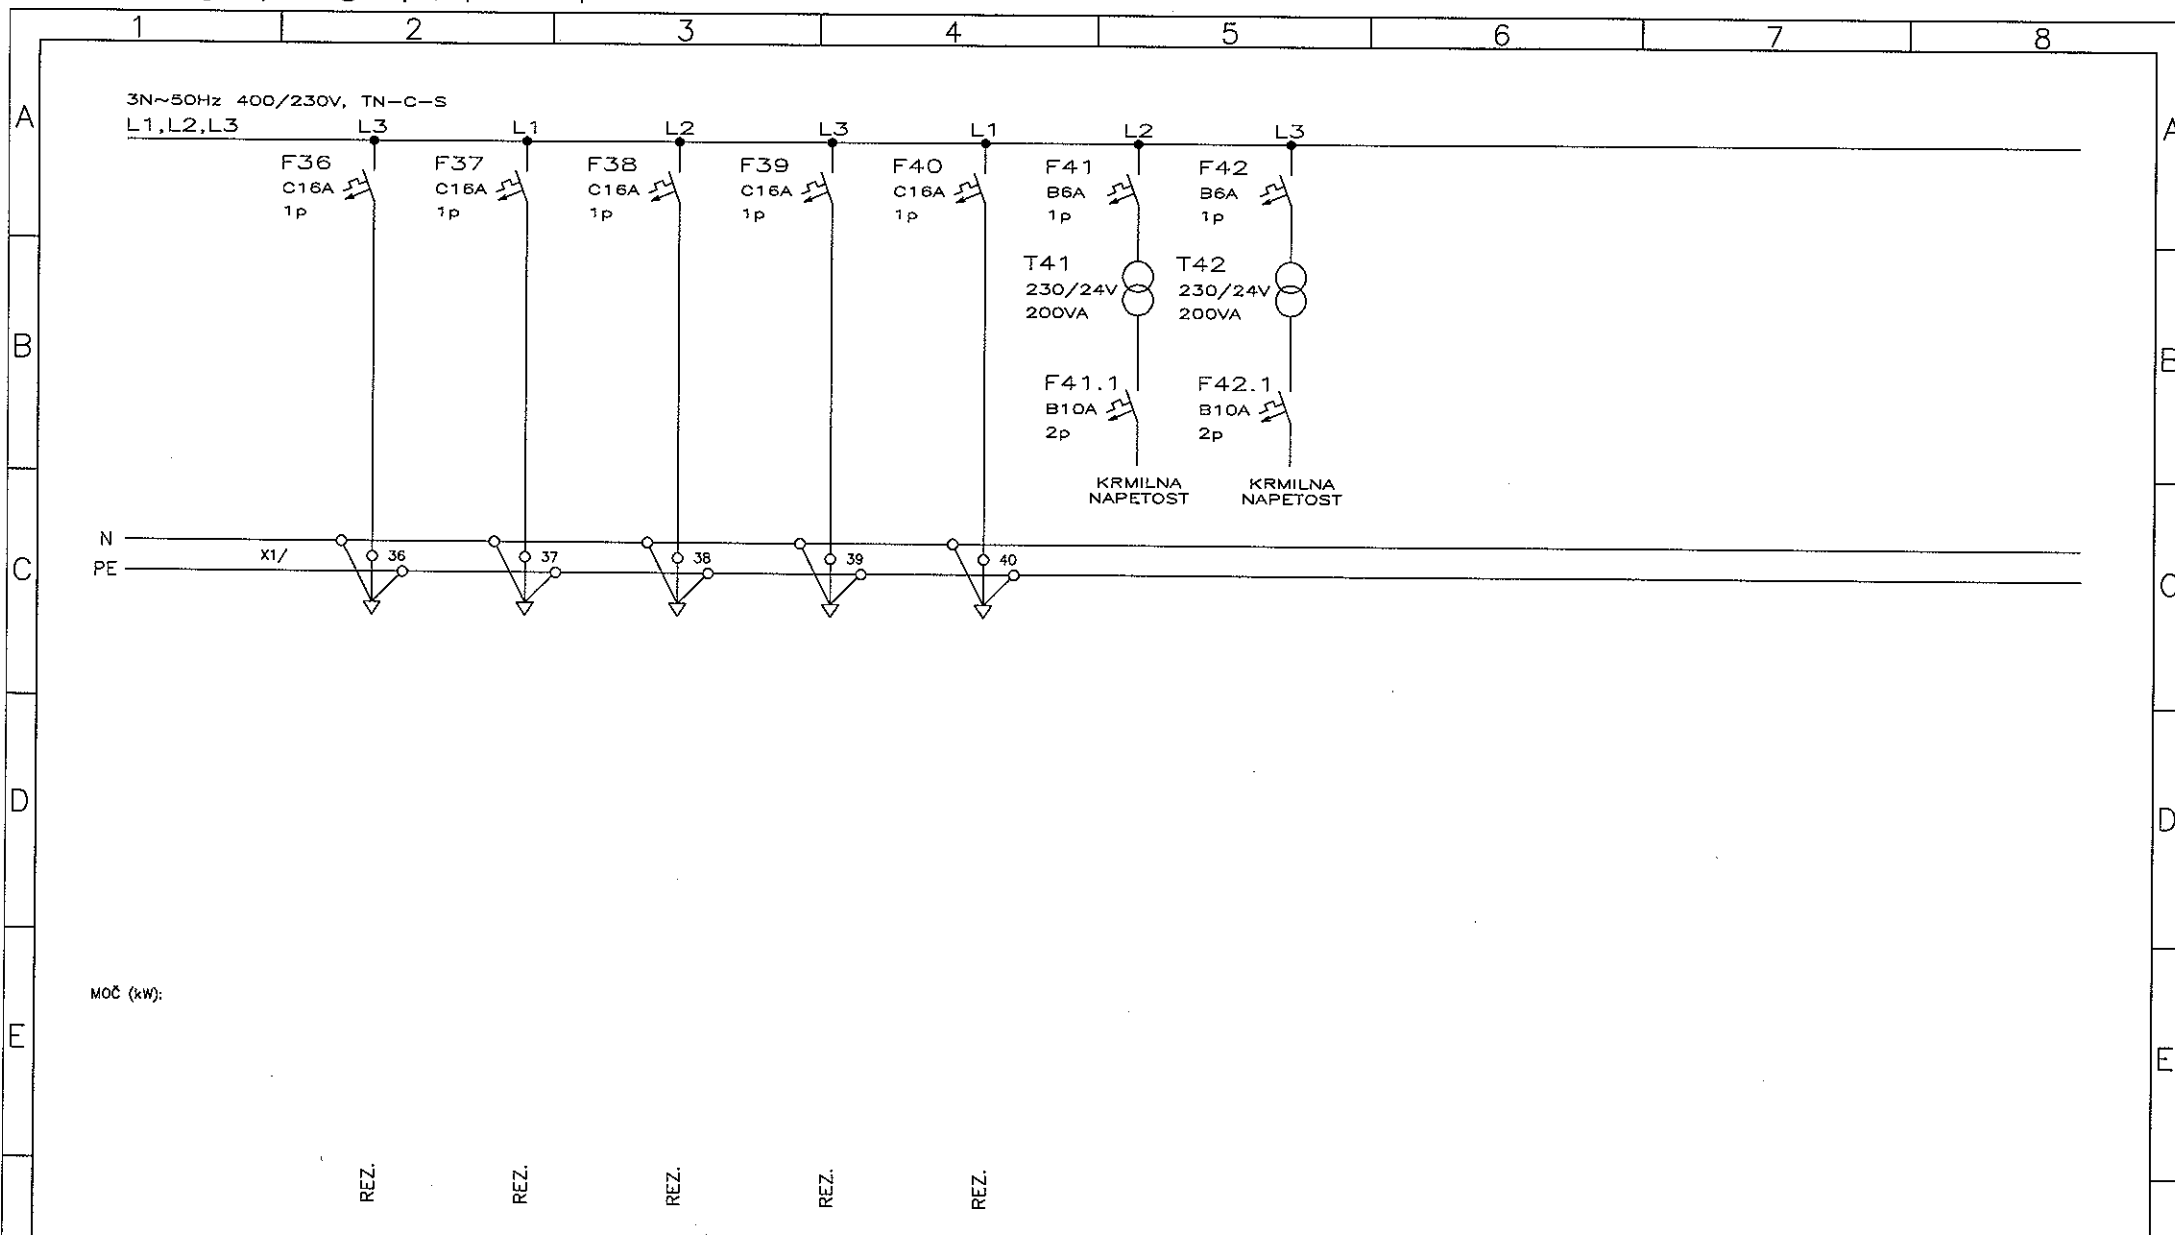 1 2 3 4 5 6 7 8
A A
3N~50Hz 400/230V, TN-C-S
L1,L2,L3 L3 L1 L2 L3 L1 L2 L3
F36 F37 F38 F39 F40 F41 F42
C16A C16A C16A C16A C16A B6A B6A
1p 1p 1p 1p 1p 1p 1p
T41 T42
230/24V 230/24V
200VA 200VA
B B
F41.1 F42.1
B10A B10A
2p 2p
KRMILNA KRMILNA
NAPETOST NAPETOST
N
X1/ 36 37 38 39 40
PE
C C
D D
MOČ (kW):
E E
REZ. REZ. REZ. REZ. REZ.